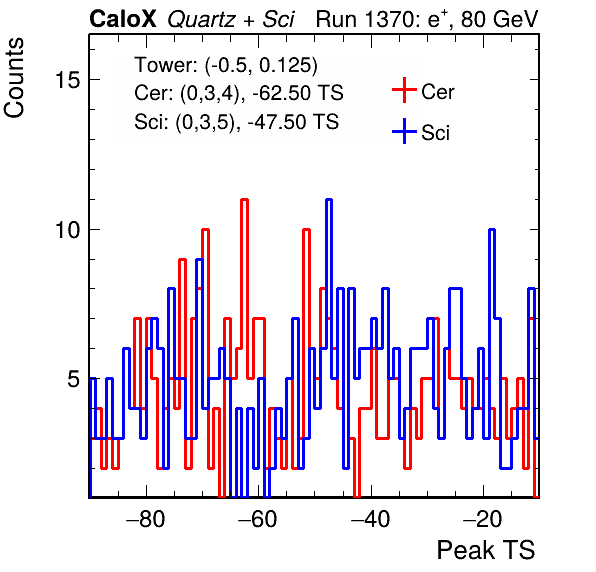 CaloX Quartz + Sci Run 1370: e+, 80 GeV
Counts
Tower: (-0.5, 0.125)
Cer: (0,3,4), -62.50 TS
Sci: (0,3,5), -47.50 TS
Cer
Sci
15
10
5
−80 −60 −40 −20
Peak TS